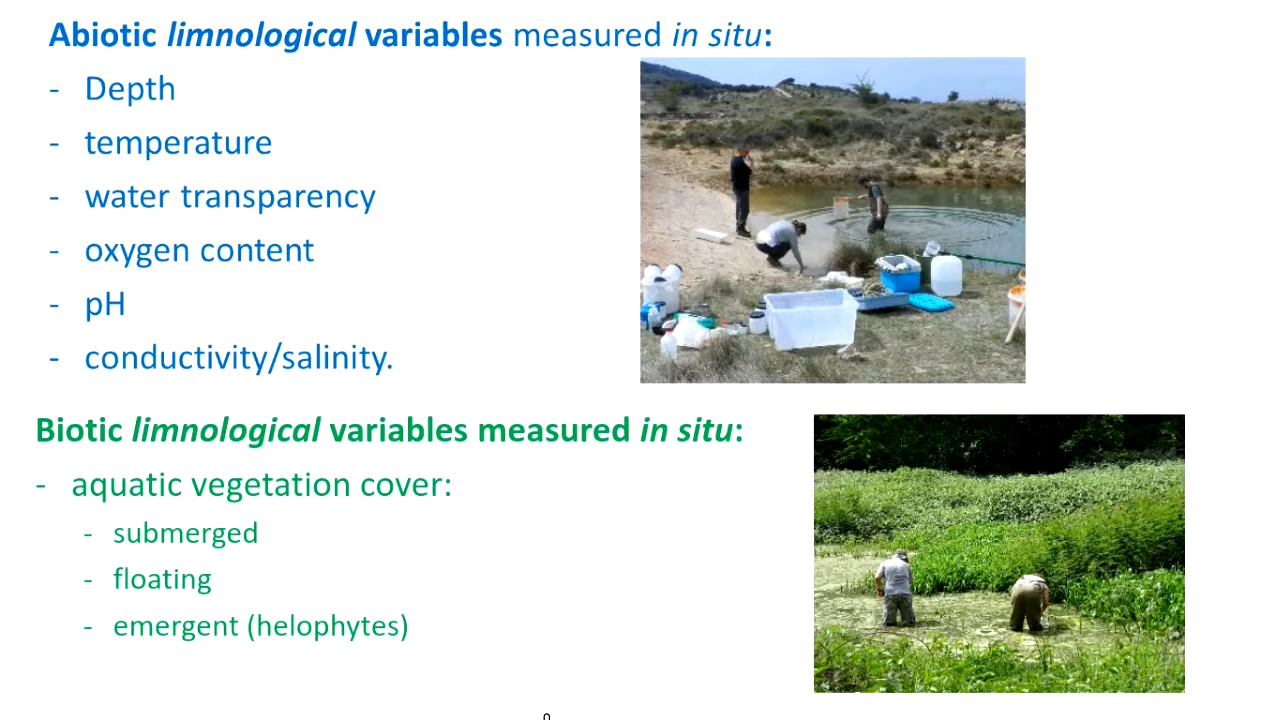 Abiotic limnological variables measured in situ:
- Depth
- temperature
- water transparency
- oxygen content
- pH
- conductivity/salinity.
Biotic limnological variables measured in situ:
- aquatic vegetation cover:
- submerged
- floating
- emergent (helophytes)